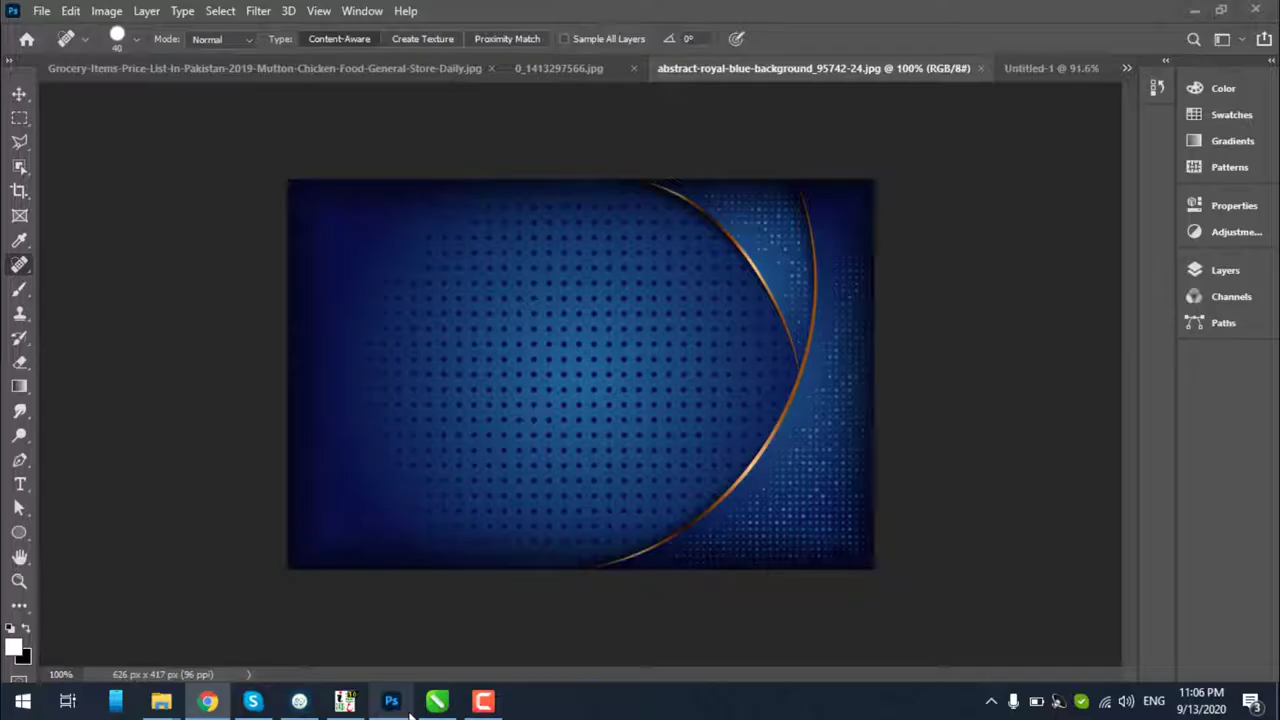 Ps File Edit Image Layer Type Select Filter 3D View Window Help
40 Mode: Normal Type: Content-Aware Create Texture Proximity Match Sample All Layers 0°
Grocery-Items-Price-List-In-Pakistan-2019-Mutton-Chicken-Food-General-Store-Daily.jpg 0_1413297566.jpg abstract-royal-blue-background_95742-24.jpg @ 100% (RGB/8#) Untitled-1 @ 91.6%
Color
Swatches
Gradients
Patterns
Properties
Adjustme...
Layers
Channels
Paths
T
100% 626 px x 417 px (96 ppi)
Ps
ENG
11:06 PM
9/13/2020
3